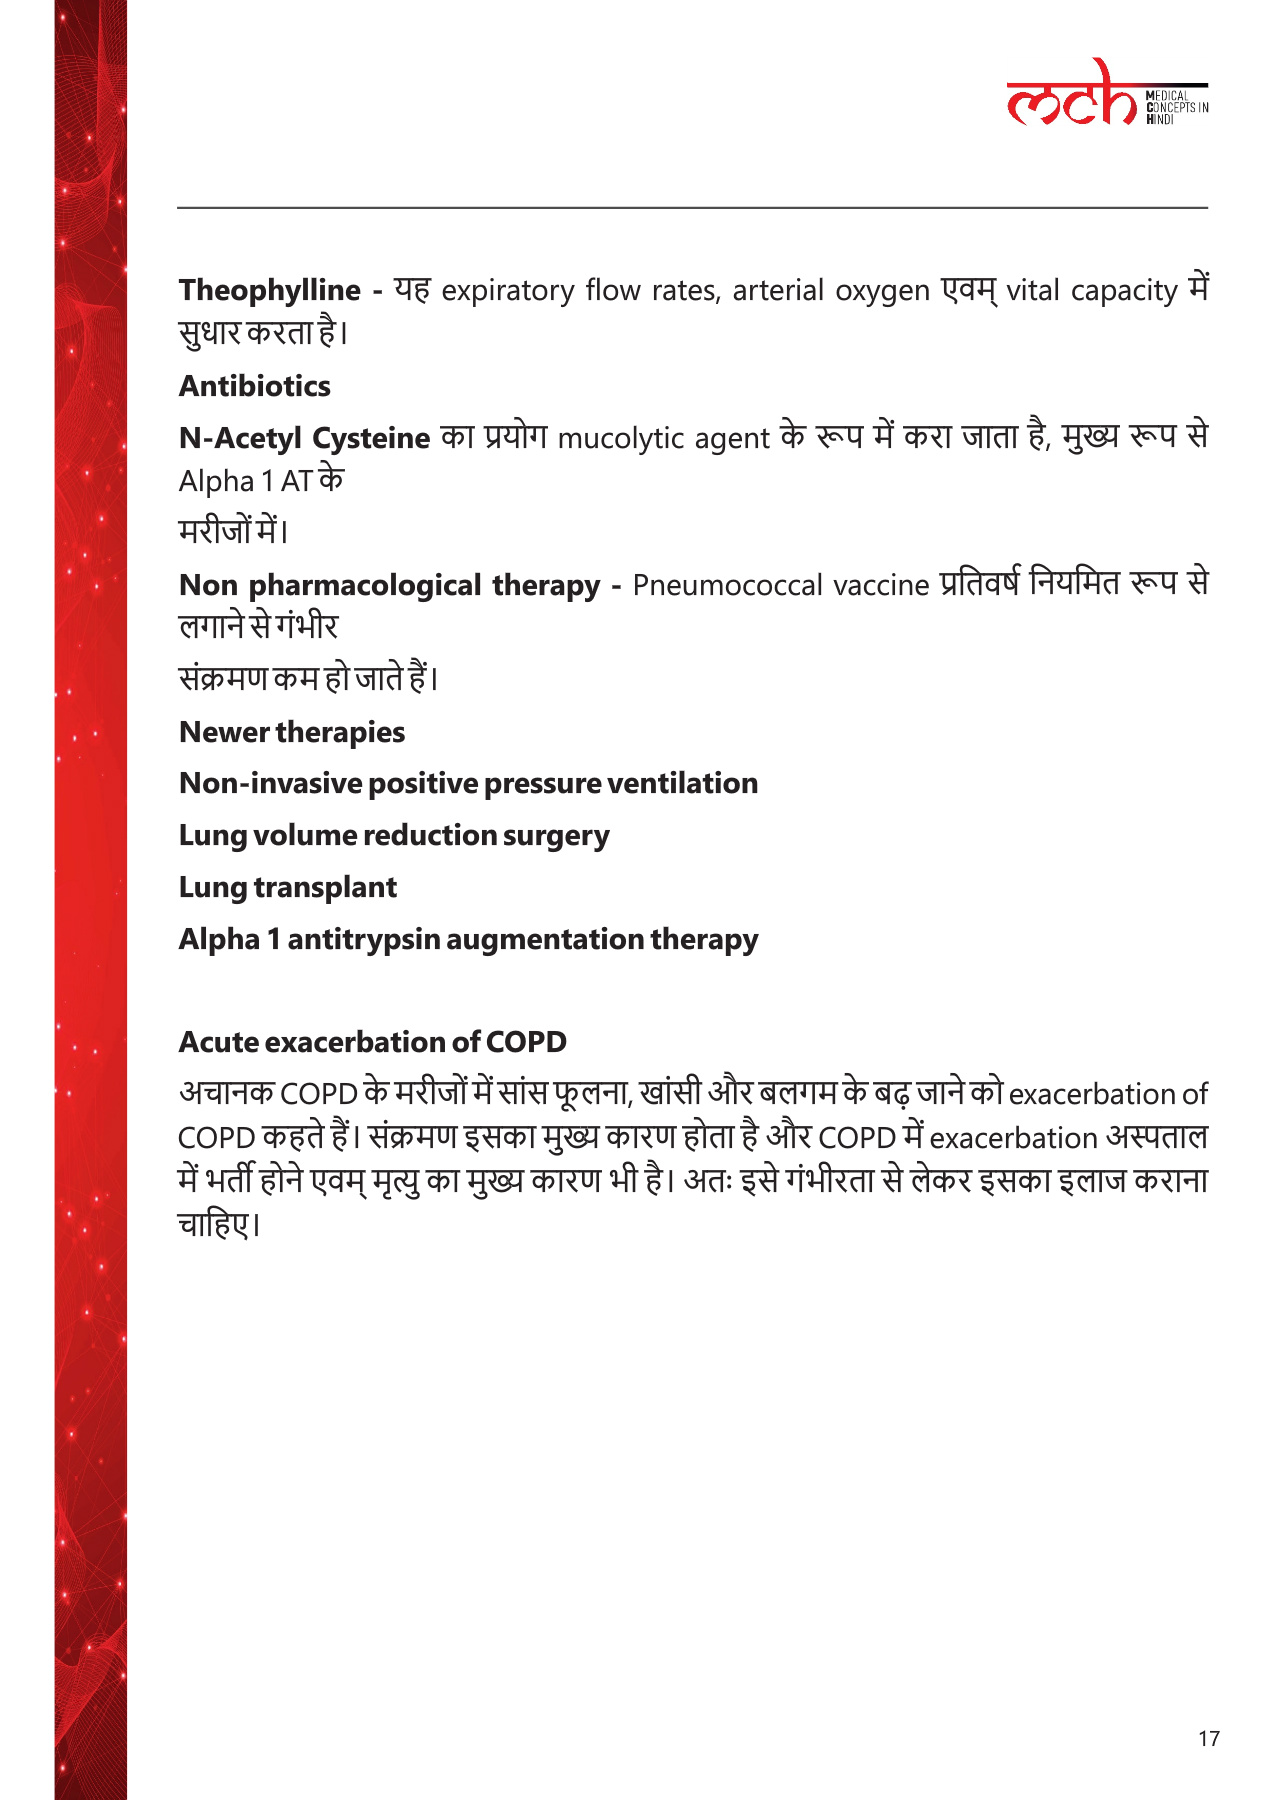 mch MEDICAL
CONCEPTS IN
HINDI
Theophylline - यह expiratory flow rates, arterial oxygen एवम् vital capacity में
सुधार करता है।
Antibiotics
N-Acetyl Cysteine का प्रयोग mucolytic agent के रूप में करा जाता है, मुख्य रूप से
Alpha 1 AT के
मरीजों में।
Non pharmacological therapy - Pneumococcal vaccine प्रतिवर्ष नियमित रूप से
लगाने से गंभीर
संक्रमण कम हो जाते हैं।
Newer therapies
Non-invasive positive pressure ventilation
Lung volume reduction surgery
Lung transplant
Alpha 1 antitrypsin augmentation therapy
Acute exacerbation of COPD
अचानक COPD के मरीजों में सांस फूलना, खांसी और बलगम के बढ़ जाने को exacerbation of
COPD कहते हैं। संक्रमण इसका मुख्य कारण होता है और COPD में exacerbation अस्पताल
में भर्ती होने एवम् मृत्यु का मुख्य कारण भी है। अतः इसे गंभीरता से लेकर इसका इलाज कराना
चाहिए।
17